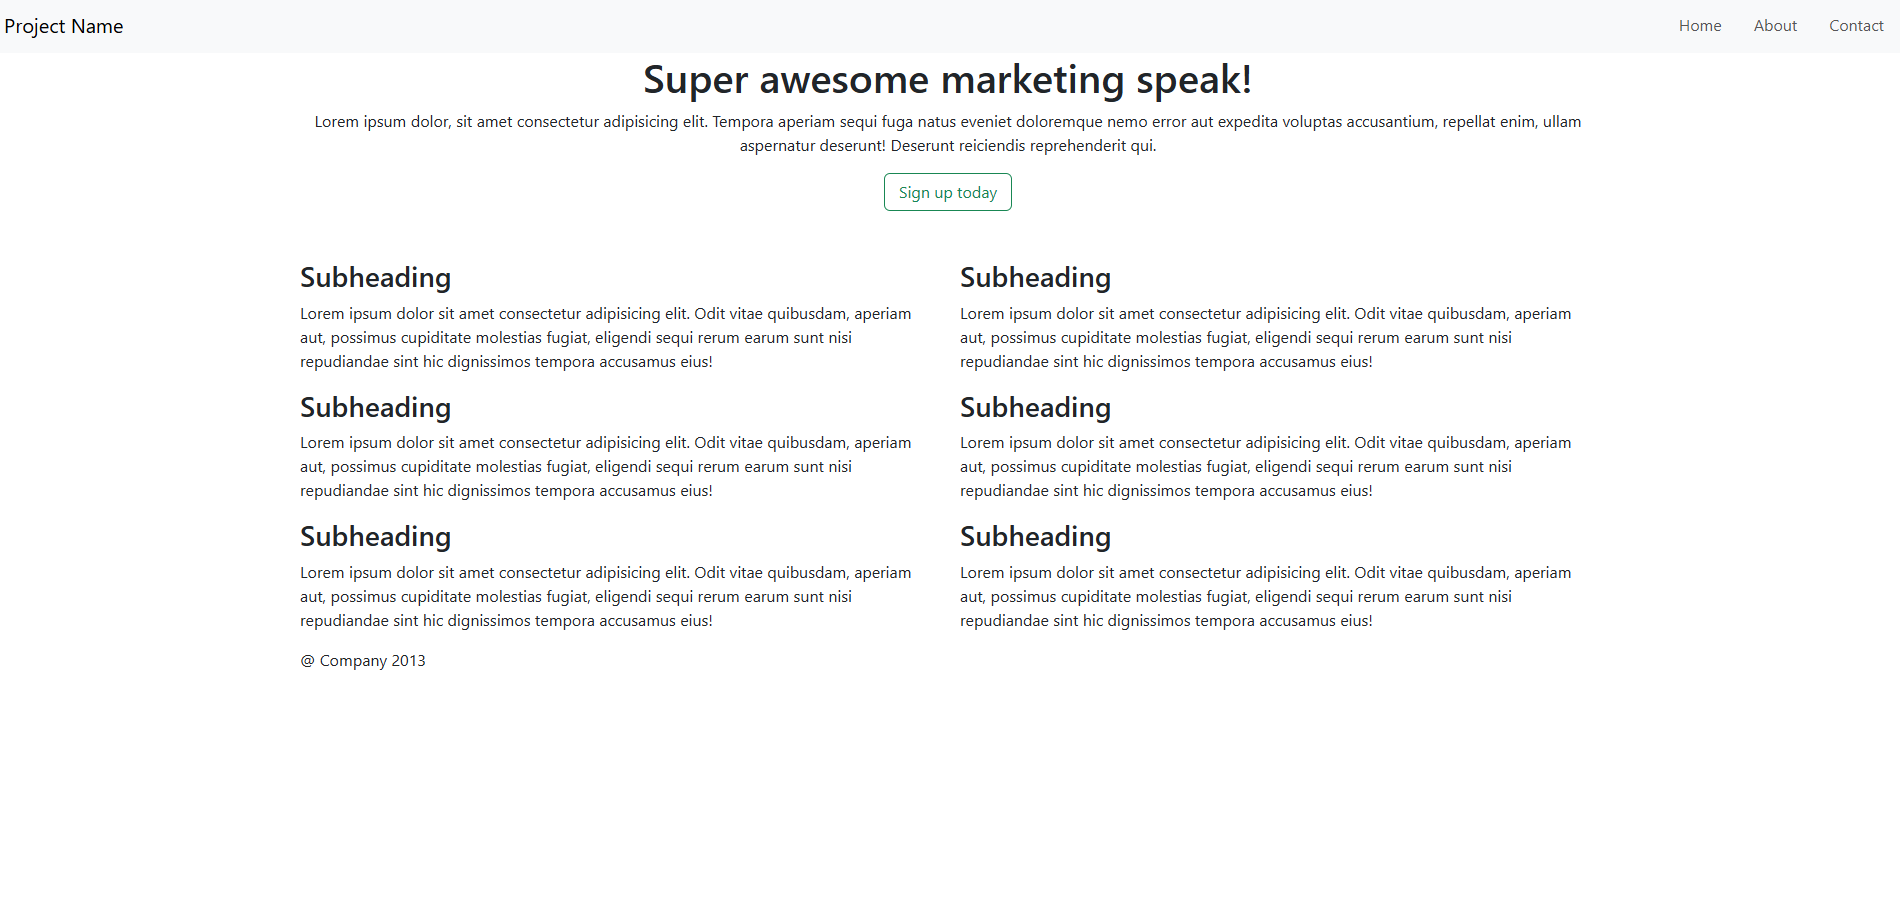 Project Name
Home About Contact
Super awesome marketing speak!
Lorem ipsum dolor, sit amet consectetur adipisicing elit. Tempora aperiam sequi fuga natus eveniet doloremque nemo error aut expedita voluptas accusantium, repellat enim, ullam
aspernatur deserunt! Deserunt reiciendis reprehenderit qui.
Sign up today
Subheading
Lorem ipsum dolor sit amet consectetur adipisicing elit. Odit vitae quibusdam, aperiam
aut, possimus cupiditate molestias fugiat, eligendi sequi rerum earum sunt nisi
repudiandae sint hic dignissimos tempora accusamus eius!
Subheading
Lorem ipsum dolor sit amet consectetur adipisicing elit. Odit vitae quibusdam, aperiam
aut, possimus cupiditate molestias fugiat, eligendi sequi rerum earum sunt nisi
repudiandae sint hic dignissimos tempora accusamus eius!
Subheading
Lorem ipsum dolor sit amet consectetur adipisicing elit. Odit vitae quibusdam, aperiam
aut, possimus cupiditate molestias fugiat, eligendi sequi rerum earum sunt nisi
repudiandae sint hic dignissimos tempora accusamus eius!
Subheading
Lorem ipsum dolor sit amet consectetur adipisicing elit. Odit vitae quibusdam, aperiam
aut, possimus cupiditate molestias fugiat, eligendi sequi rerum earum sunt nisi
repudiandae sint hic dignissimos tempora accusamus eius!
Subheading
Lorem ipsum dolor sit amet consectetur adipisicing elit. Odit vitae quibusdam, aperiam
aut, possimus cupiditate molestias fugiat, eligendi sequi rerum earum sunt nisi
repudiandae sint hic dignissimos tempora accusamus eius!
Subheading
Lorem ipsum dolor sit amet consectetur adipisicing elit. Odit vitae quibusdam, aperiam
aut, possimus cupiditate molestias fugiat, eligendi sequi rerum earum sunt nisi
repudiandae sint hic dignissimos tempora accusamus eius!
@ Company 2013